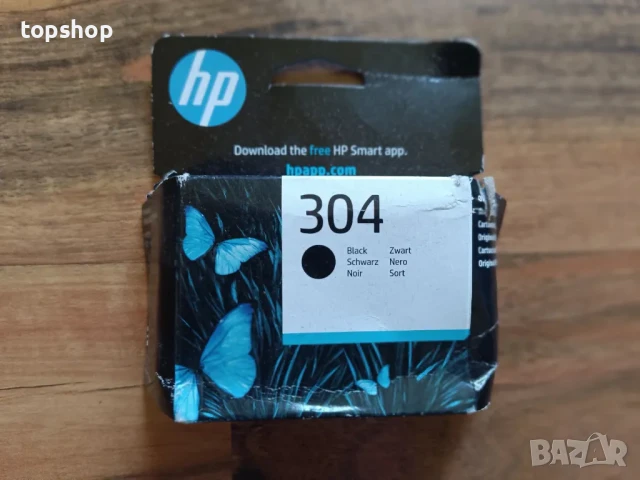 topshop
hp
Download the free HP Smart app.
hpapp.com
304
Black Zwart
Schwarz Nero
Noir Sort
BAZAR